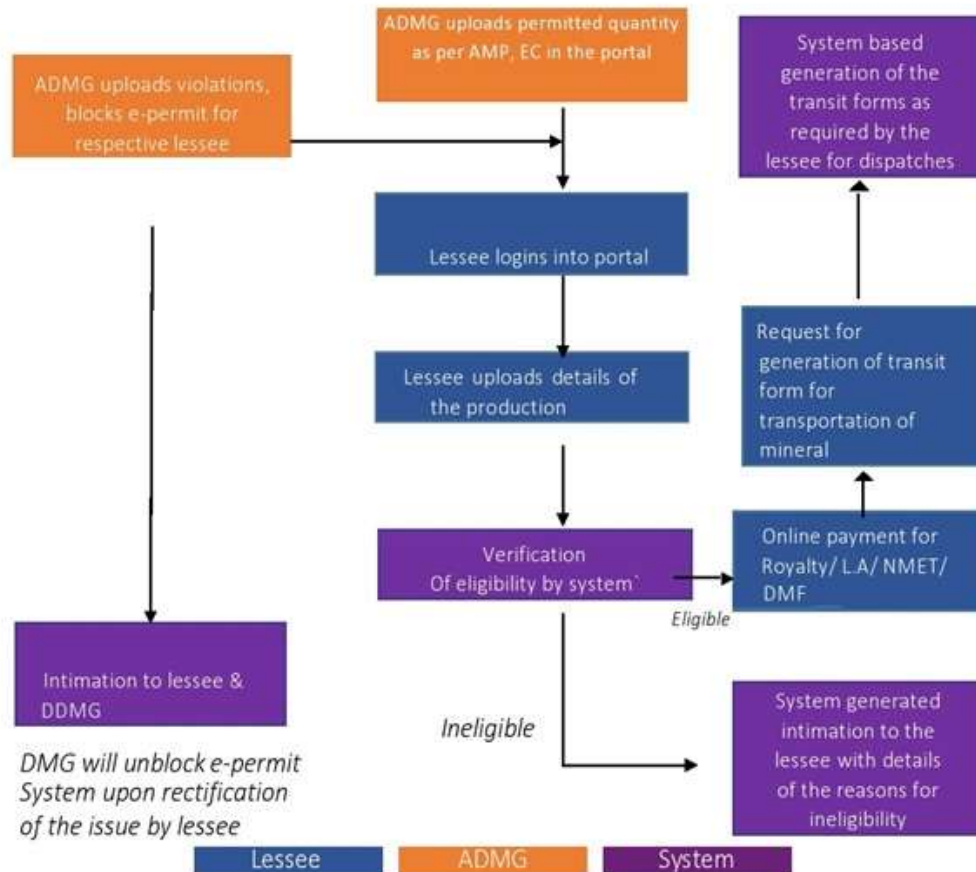 ADMG uploads permitted quantity
as per AMP, EC in the portal
ADMG uploads violations,
blocks e-permit for
respective lessee
System based
generation of the
transit forms as
required by the
lessee for dispatches
Lessee logins into portal
Lessee uploads details of
the production
Request for
generation of transit
form for
transportation of
mineral
Verification
Of eligibility by system`
Eligible
Online payment for
Royalty/ L.A/ NMET/
DMF
Intimation to lessee &
DDMG
Ineligible
System generated
intimation to the
lessee with details
of the reasons for
ineligibility
DMG will unblock e-permit
System upon rectification
of the issue by lessee
Lessee
ADMG
System